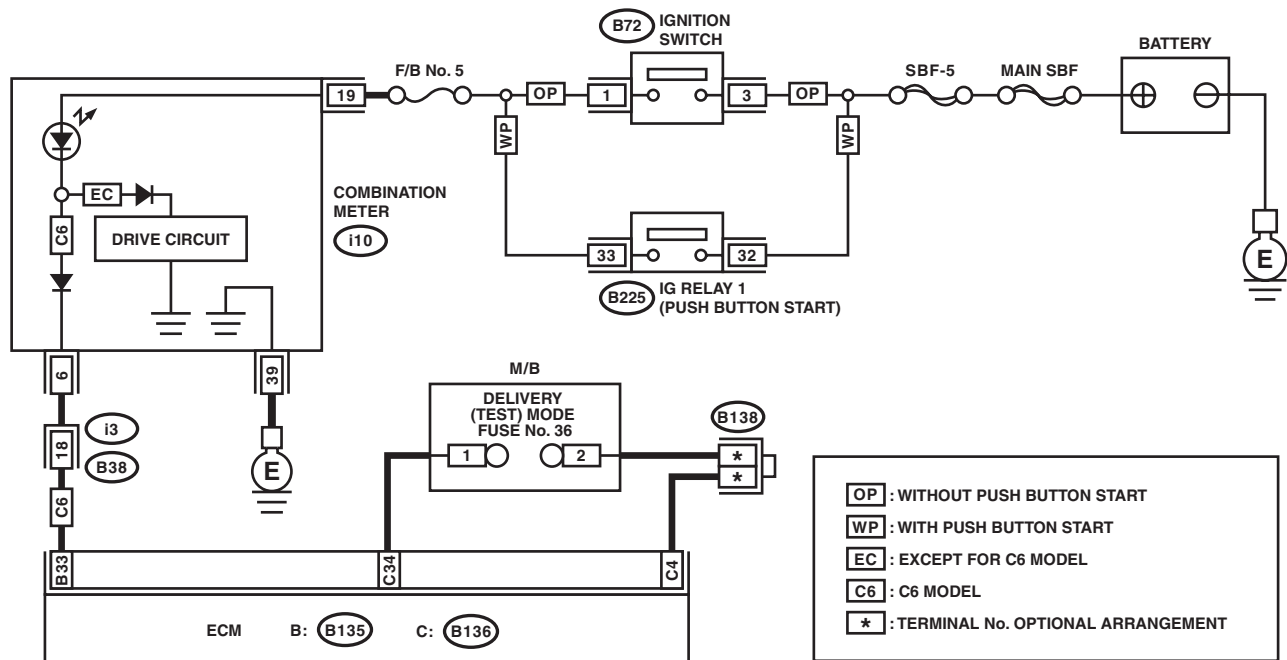 B72 IGNITION
SWITCH
BATTERY
F/B No. 5
SBF-5 MAIN SBF
19 OP 1 3 OP
WP WP
EC
C6
DRIVE CIRCUIT
COMBINATION
METER
i10
33 32
B225 IG RELAY 1
(PUSH BUTTON START)
E
6 39
M/B
DELIVERY
(TEST) MODE
FUSE No. 36
1 2
B138
*
*
i3
18
B38
E
C6
B33 C34 C4
ECM B: B135 C: B136
OP : WITHOUT PUSH BUTTON START
WP : WITH PUSH BUTTON START
EC : EXCEPT FOR C6 MODEL
C6 : C6 MODEL
* : TERMINAL No. OPTIONAL ARRANGEMENT